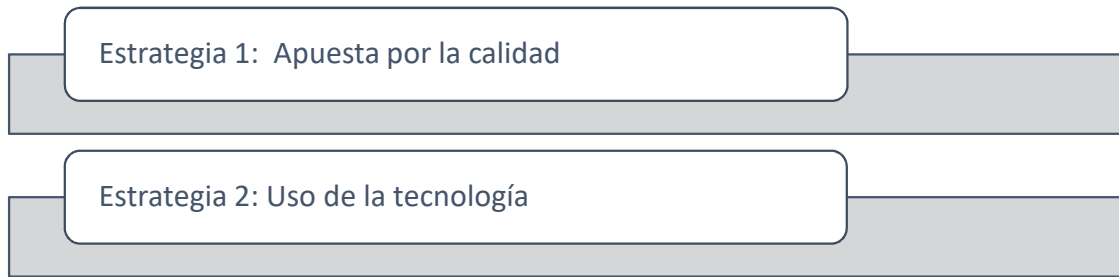 Estrategia 1:  Apuesta por la calidad
Estrategia 2: Uso de la tecnología